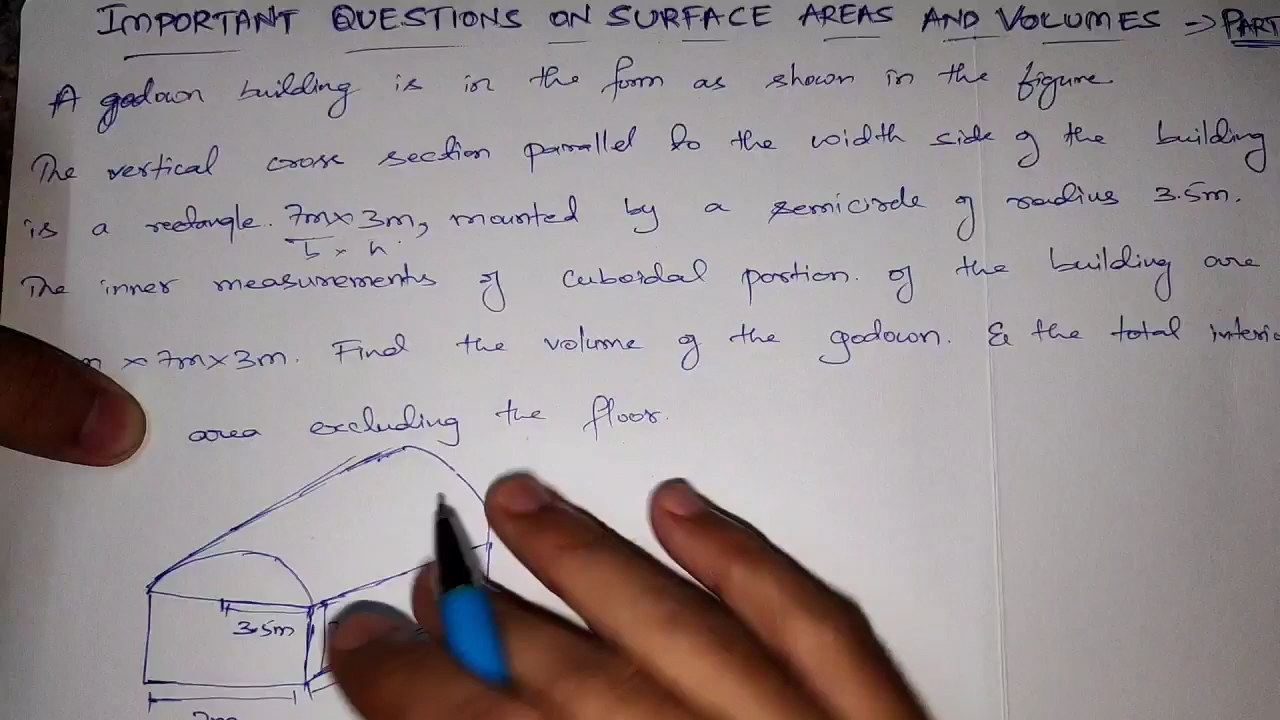 IMPORTANT QUESTIONS ON SURFACE AREAS AND VOLUMES → PART
A godown building is in the form as shown in the figure
The vertical cross section parallel to the width side of the building
is a rectangle. 7m × 3m, mounted by a semicircle of radius 3.5m.
b × h
The inner measurements of cuboidal portion. of the building are
× 7m × 3m. Find the volume of the godown. & the total
area excluding the floor.
3.5m